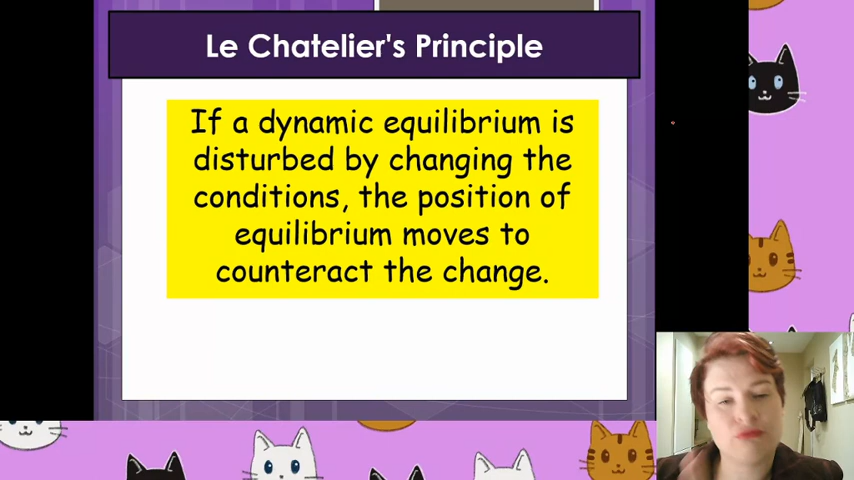 Le Chatelier's Principle
If a dynamic equilibrium is
disturbed by changing the
conditions, the position of
equilibrium moves to
counteract the change.